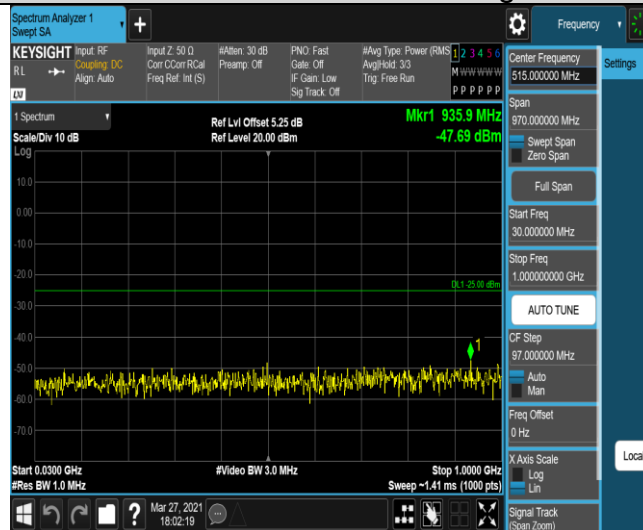 Spectrum Analyzer 1
Swept SA
Frequency
KEYSIGHT
RL
LXI
Input: RF
Coupling: DC
Align: Auto
Input Z: 50 Ω
Corr CCorr RCal
Freq Ref: Int (S)
#Atten: 30 dB
Preamp: Off
PNO: Fast
Gate: Off
IF Gain: Low
Sig Track: Off
#Avg Type: Power (RMS
Avg|Hold: 3/3
Trig: Free Run
1 2 3 4 5 6
M W W W W W
P P P P P P
1 Spectrum
Scale/Div 10 dB
Log
Ref Lvl Offset 5.25 dB
Ref Level 20.00 dBm
Mkr1 935.9 MHz
-47.69 dBm
10.0
0.00
-10.0
-20.0
DL1 -25.00 dBm
-30.0
-40.0
1
-50.0
-60.0
-70.0
Start 0.0300 GHz
#Res BW 1.0 MHz
#Video BW 3.0 MHz
Stop 1.0000 GHz
Sweep ~1.41 ms (1000 pts)
Mar 27, 2021
18:02:19
Center Frequency
515.000000 MHz
Settings
Span
970.000000 MHz
Swept Span
Zero Span
Full Span
Start Freq
30.000000 MHz
Stop Freq
1.000000000 GHz
AUTO TUNE
CF Step
97.000000 MHz
Auto
Man
Freq Offset
0 Hz
X Axis Scale
Log
Lin
Local
Signal Track
(Span Zoom)